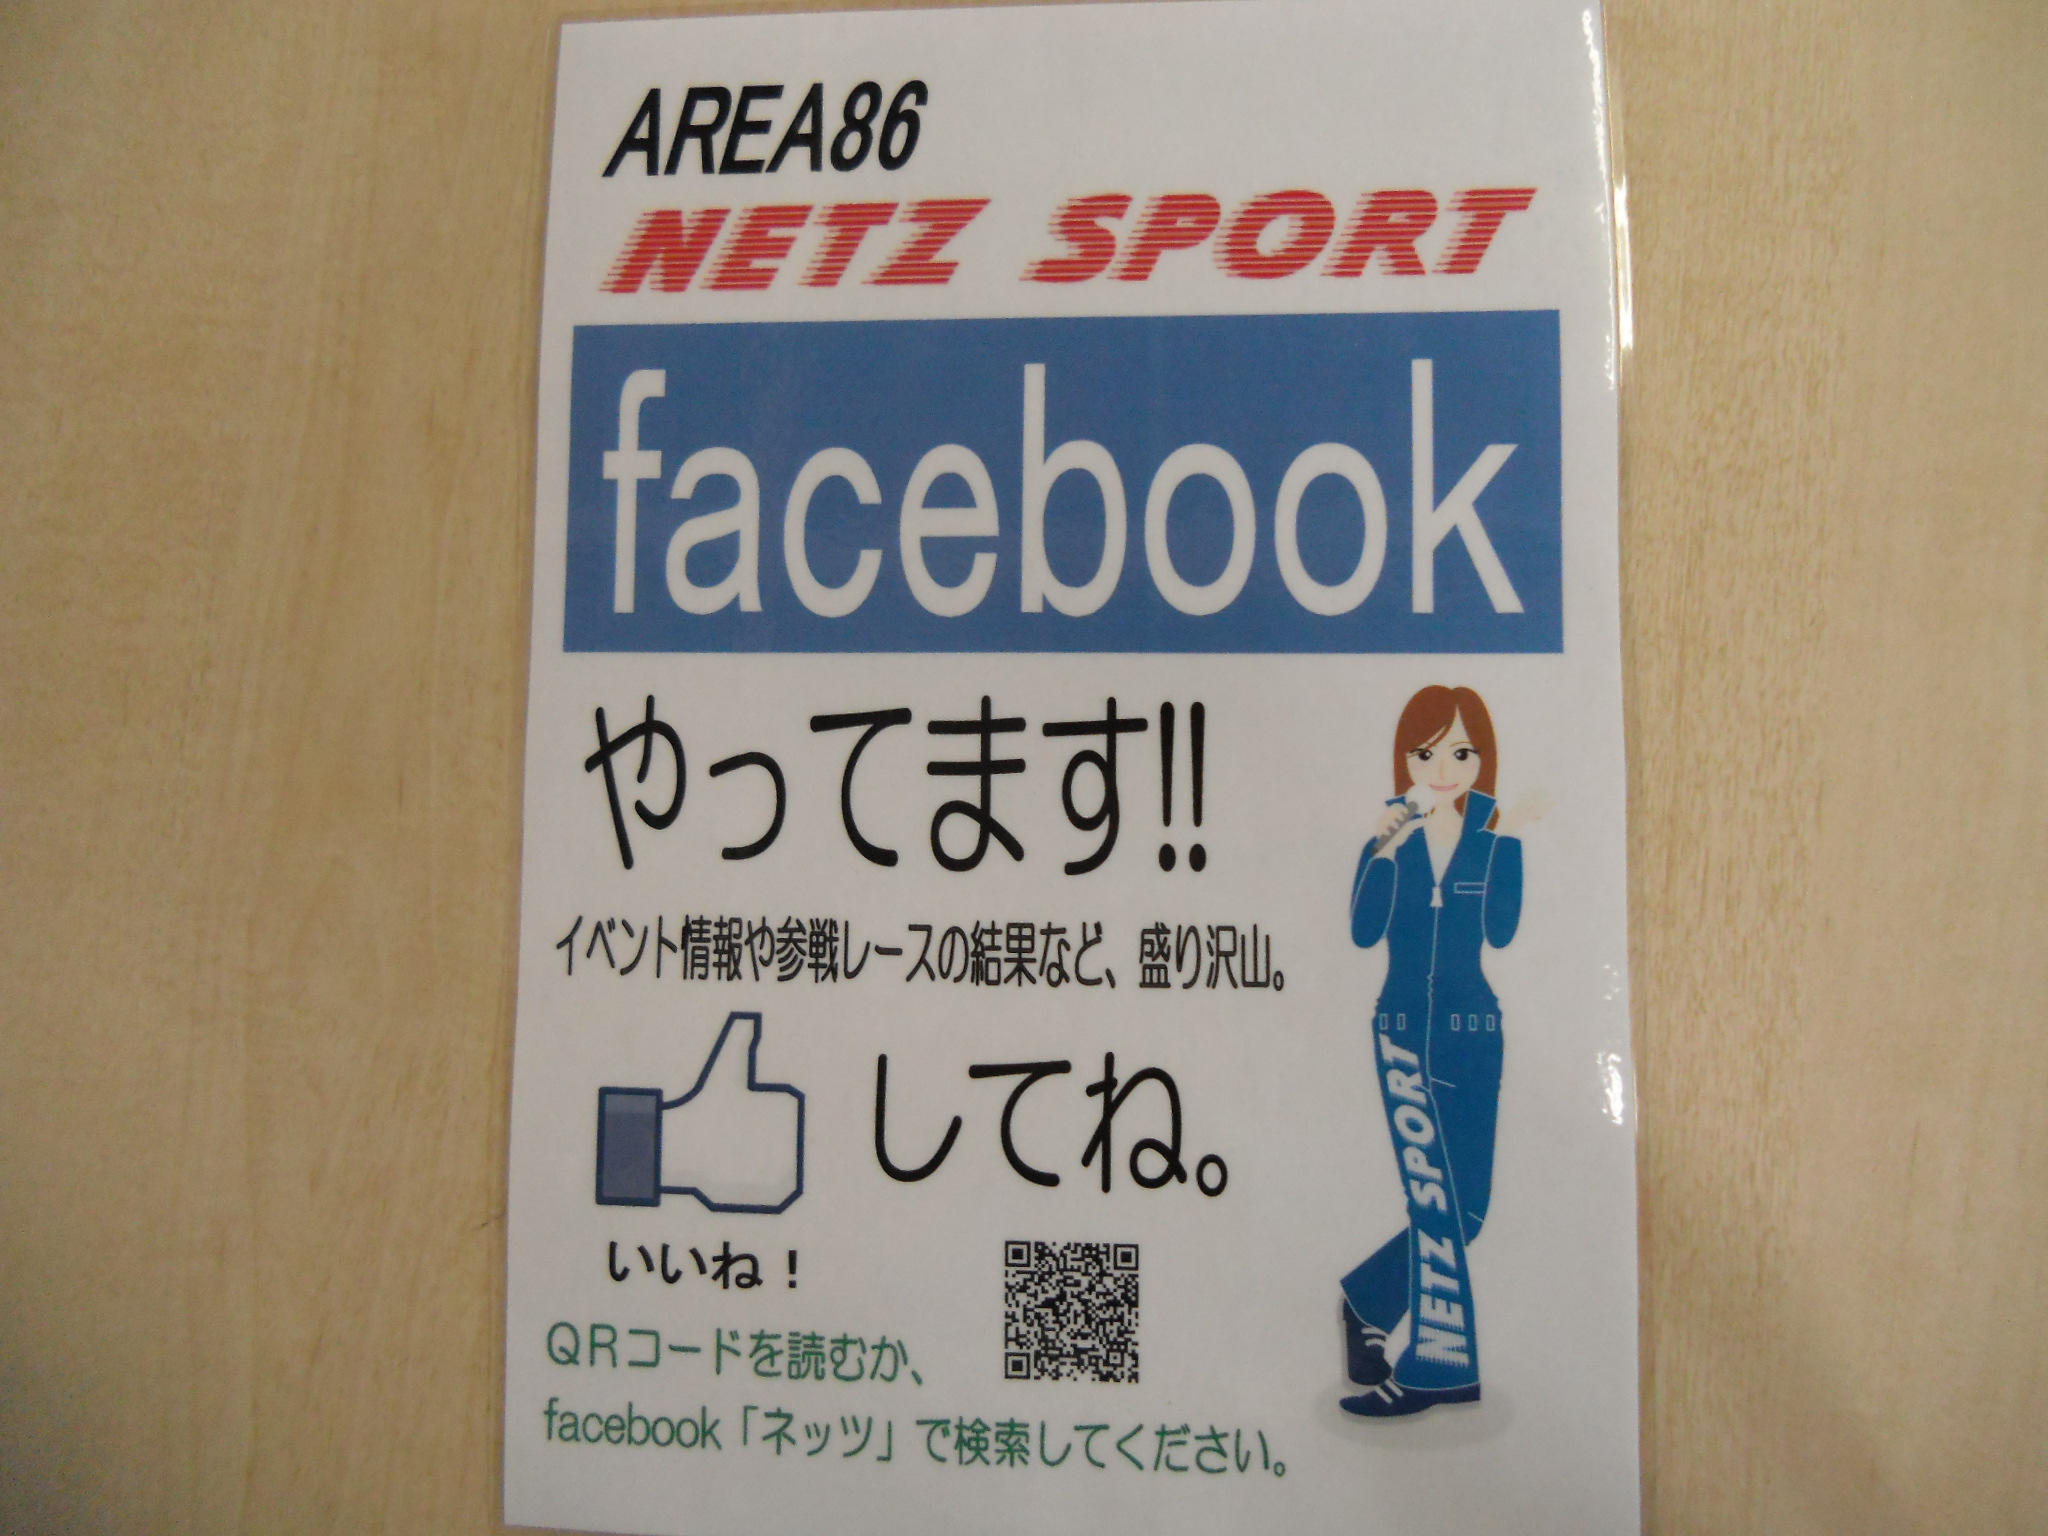 AREA86
NETZ SPORT
facebook
やってます!!
イベント情報や参戦レースの結果など、盛り沢山。
してね。
いいね！
QRコードを読むか、
facebook「ネッツ」で検索してください。
NETZ SPORT